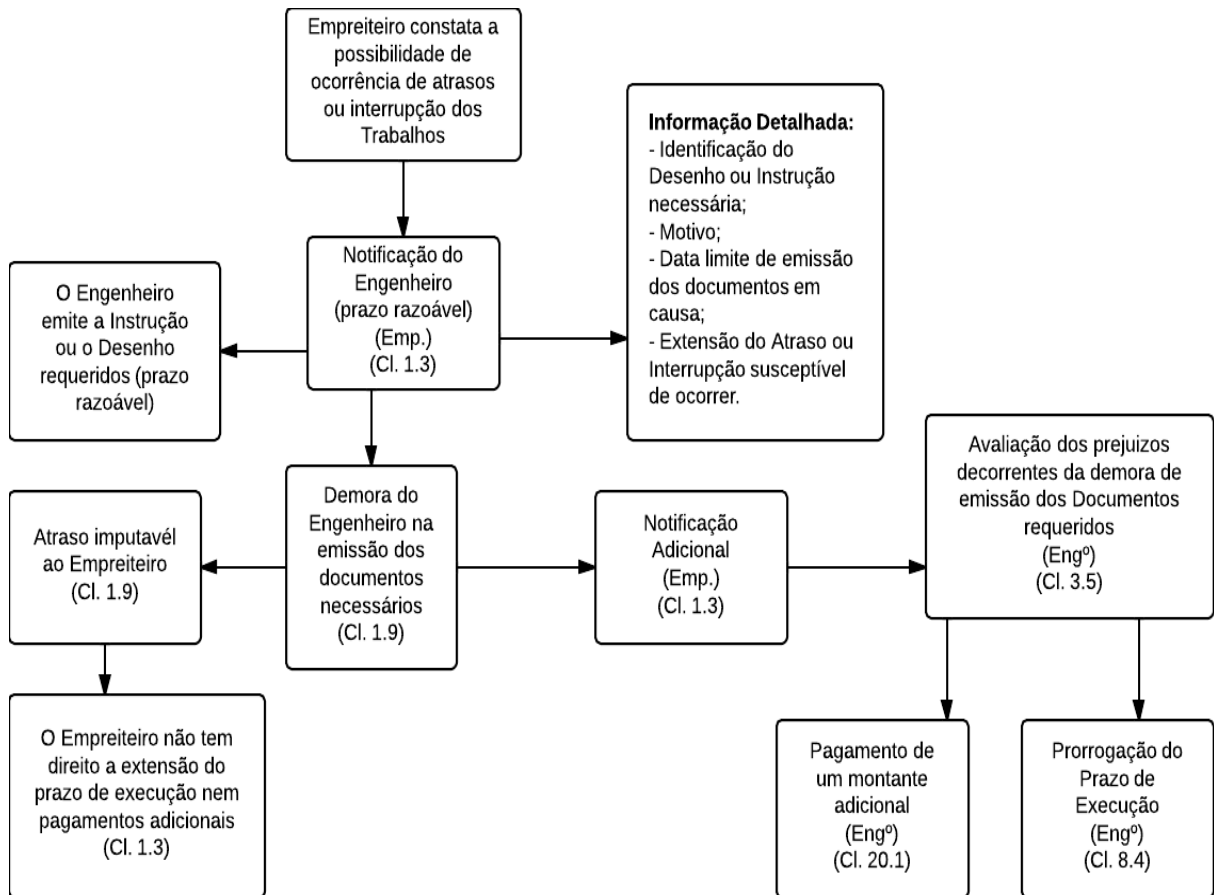 Empreiteiro constata a
possibilidade de
ocorrência de atrasos
ou interrupção dos
Trabalhos
Informação Detalhada:
- Identificação do
Desenho ou Instrução
necessária;
- Motivo;
- Data limite de emissão
dos documentos em
causa;
- Extensão do Atraso ou
Interrupção susceptível
de ocorrer.
Notificação do
Engenheiro
(prazo razoável)
(Emp.)
(Cl. 1.3)
O Engenheiro
emite a Instrução
ou o Desenho
requeridos (prazo
razoável)
Avaliação dos prejuizos
decorrentes da demora de
emissão dos Documentos
requeridos
(Engº)
(Cl. 3.5)
Demora do
Engenheiro na
emissão dos
documentos
necessários
(Cl. 1.9)
Atraso imputavél
ao Empreiteiro
(Cl. 1.9)
Notificação
Adicional
(Emp.)
(Cl. 1.3)
O Empreiteiro não tem
direito a extensão do
prazo de execução nem
pagamentos adicionais
(Cl. 1.3)
Pagamento de
um montante
adicional
(Engº)
(Cl. 20.1)
Prorrogação do
Prazo de
Execução
(Engº)
(Cl. 8.4)